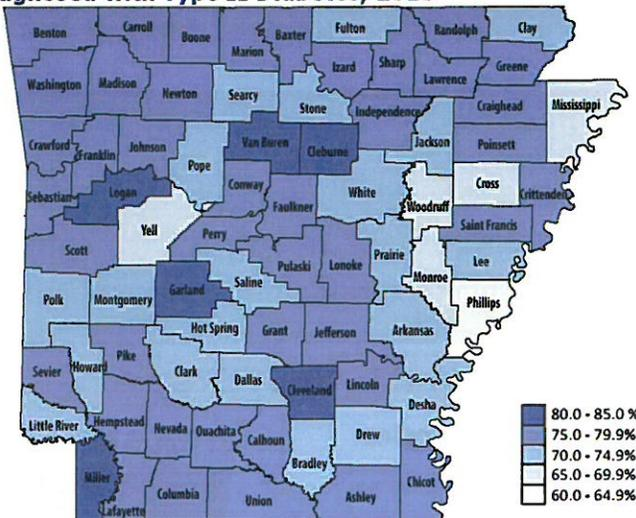 Benton
Carroll
Boone
Marion
Baxter
Fulton
Randolph
Clay
Washington
Madison
Newton
Searcy
Stone
Izard
Sharp
Lawrence
Greene
Independence
Craighead
Mississippi
Crawford
Franklin
Johnson
Pope
Van Buren
Cleburne
Jackson
Poinsett
Sebastian
Logan
Conway
Faulkner
White
Woodruff
Cross
Crittenden
Scott
Yell
Perry
Pulaski
Lonoke
Prairie
Monroe
Saint Francis
Lee
Phillips
Polk
Montgomery
Garland
Saline
Hot Spring
Grant
Jefferson
Arkansas
Sevier
Howard
Pike
Clark
Dallas
Cleveland
Lincoln
Desha
Little River
Hempstead
Nevada
Ouachita
Calhoun
Bradley
Drew
Miller
Lafayette
Columbia
Union
Ashley
Chicot
80.0 - 85.0 %
75.0 - 79.9%
70.0 - 74.9%
65.0 - 69.9%
60.0 - 64.9%